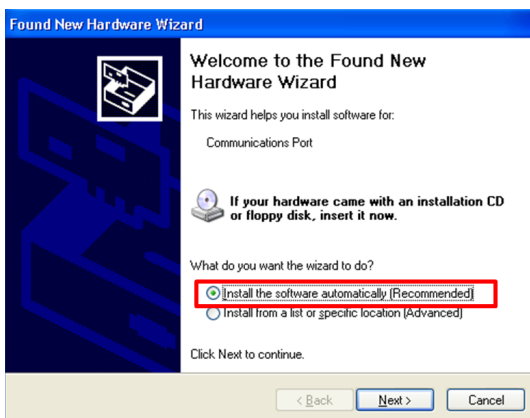 Found New Hardware Wizard
Welcome to the Found New
Hardware Wizard
This wizard helps you install software for:
Communications Port
If your hardware came with an installation CD
or floppy disk, insert it now.
What do you want the wizard to do?
Install the software automatically (Recommended)
Install from a list or specific location (Advanced)
Click Next to continue.
< Back
Next >
Cancel